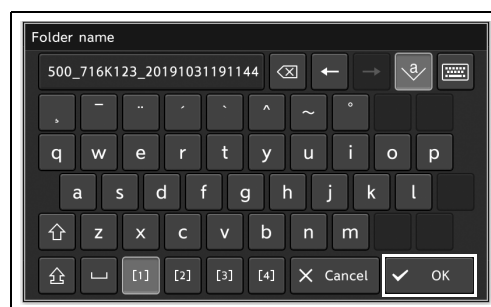 Folder name
500_716K123_20191031191144 a
¸ ¯ ¨ ´ ` ^ ~ °
q w e r t y u i o p
a s d f g h j k l
z x c v b n m
[1] [2] [3] [4] Cancel OK